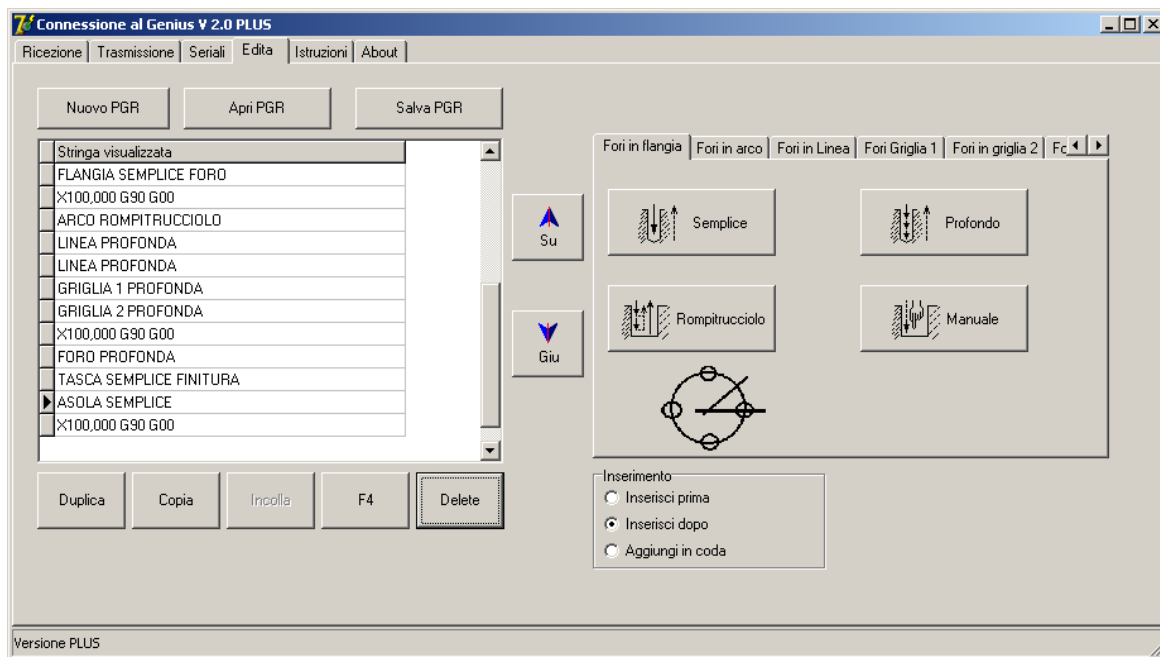 Connessione al Genius V 2.0 PLUS
Ricezione Trasmissione Seriali Edita Istruzioni About
Nuovo PGR Apri PGR Salva PGR
Stringa visualizzata
FLANGIA SEMPLICE FORO
X100,000 G90 G00
ARCO ROMPITRUCCIOLO
LINEA PROFONDA
LINEA PROFONDA
GRIGLIA 1 PROFONDA
GRIGLIA 2 PROFONDA
X100,000 G90 G00
FORO PROFONDA
TASCA SEMPLICE FINITURA
ASOLA SEMPLICE
X100,000 G90 G00
Su
Giu
Duplica Copia Incolla F4 Delete
Fori in flangia Fori in arco Fori in Linea Fori Griglia 1 Fori in griglia 2
Semplice Profondo
Rompitrucciolo Manuale
Inserimento
Inserisci prima
Inserisci dopo
Aggiungi in coda
Versione PLUS